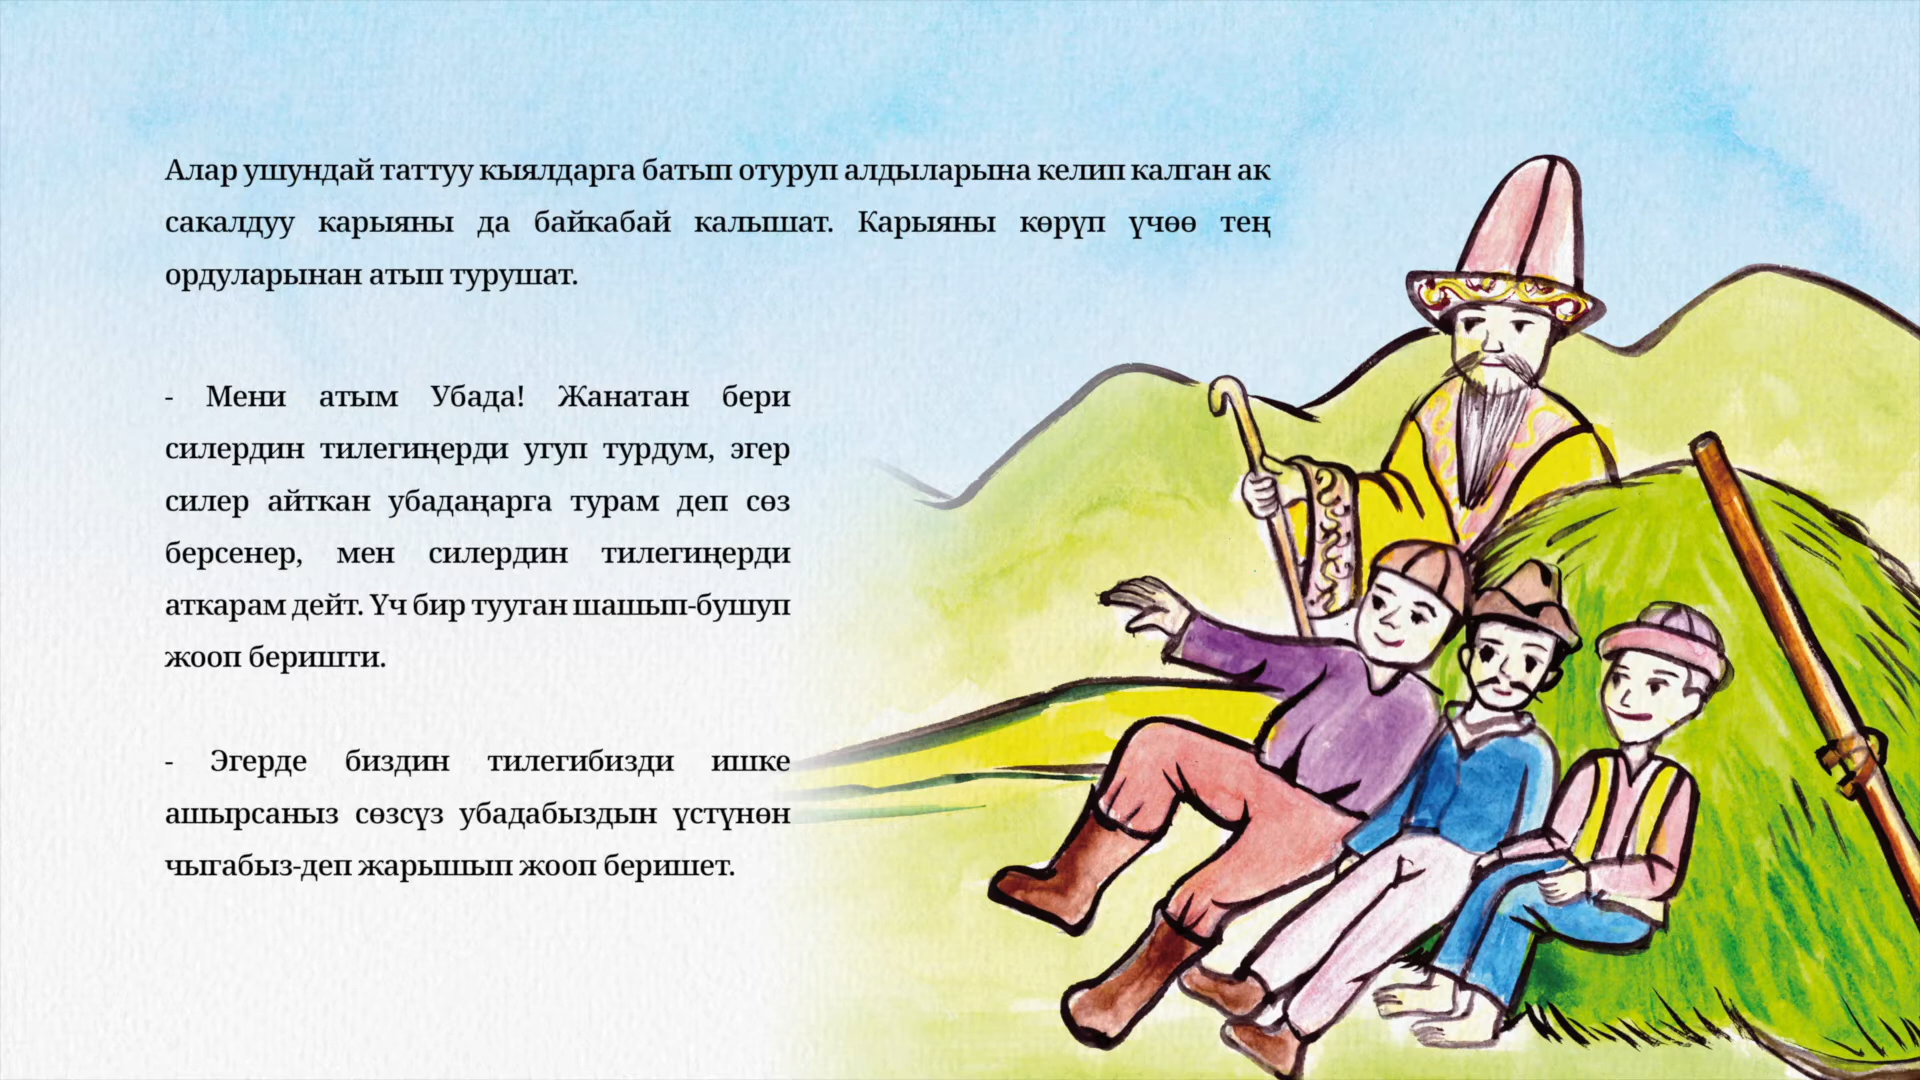 Алар ушундай таттуу кыялдарга батып отуруп алдыларына келип калган ак
сакалдуу карыяны да байкабай калышат. Карыяны көрүп үчөө тең
ордуларынан атып турушат.
- Мени атым Убада! Жанатан бери
силердин тилегиңерди угуп турдум, эгер
силер айткан убадаңарга турам деп сөз
берсенер, мен силердин тилегиңерди
аткарам дейт. Үч бир тууган шашып-бушуп
жооп беришти.
- Эгерде биздин тилегибизди ишке
ашырсаныз сөзсүз убадабыздын үстүнөн
чыгабыз-деп жарышып жооп беришет.